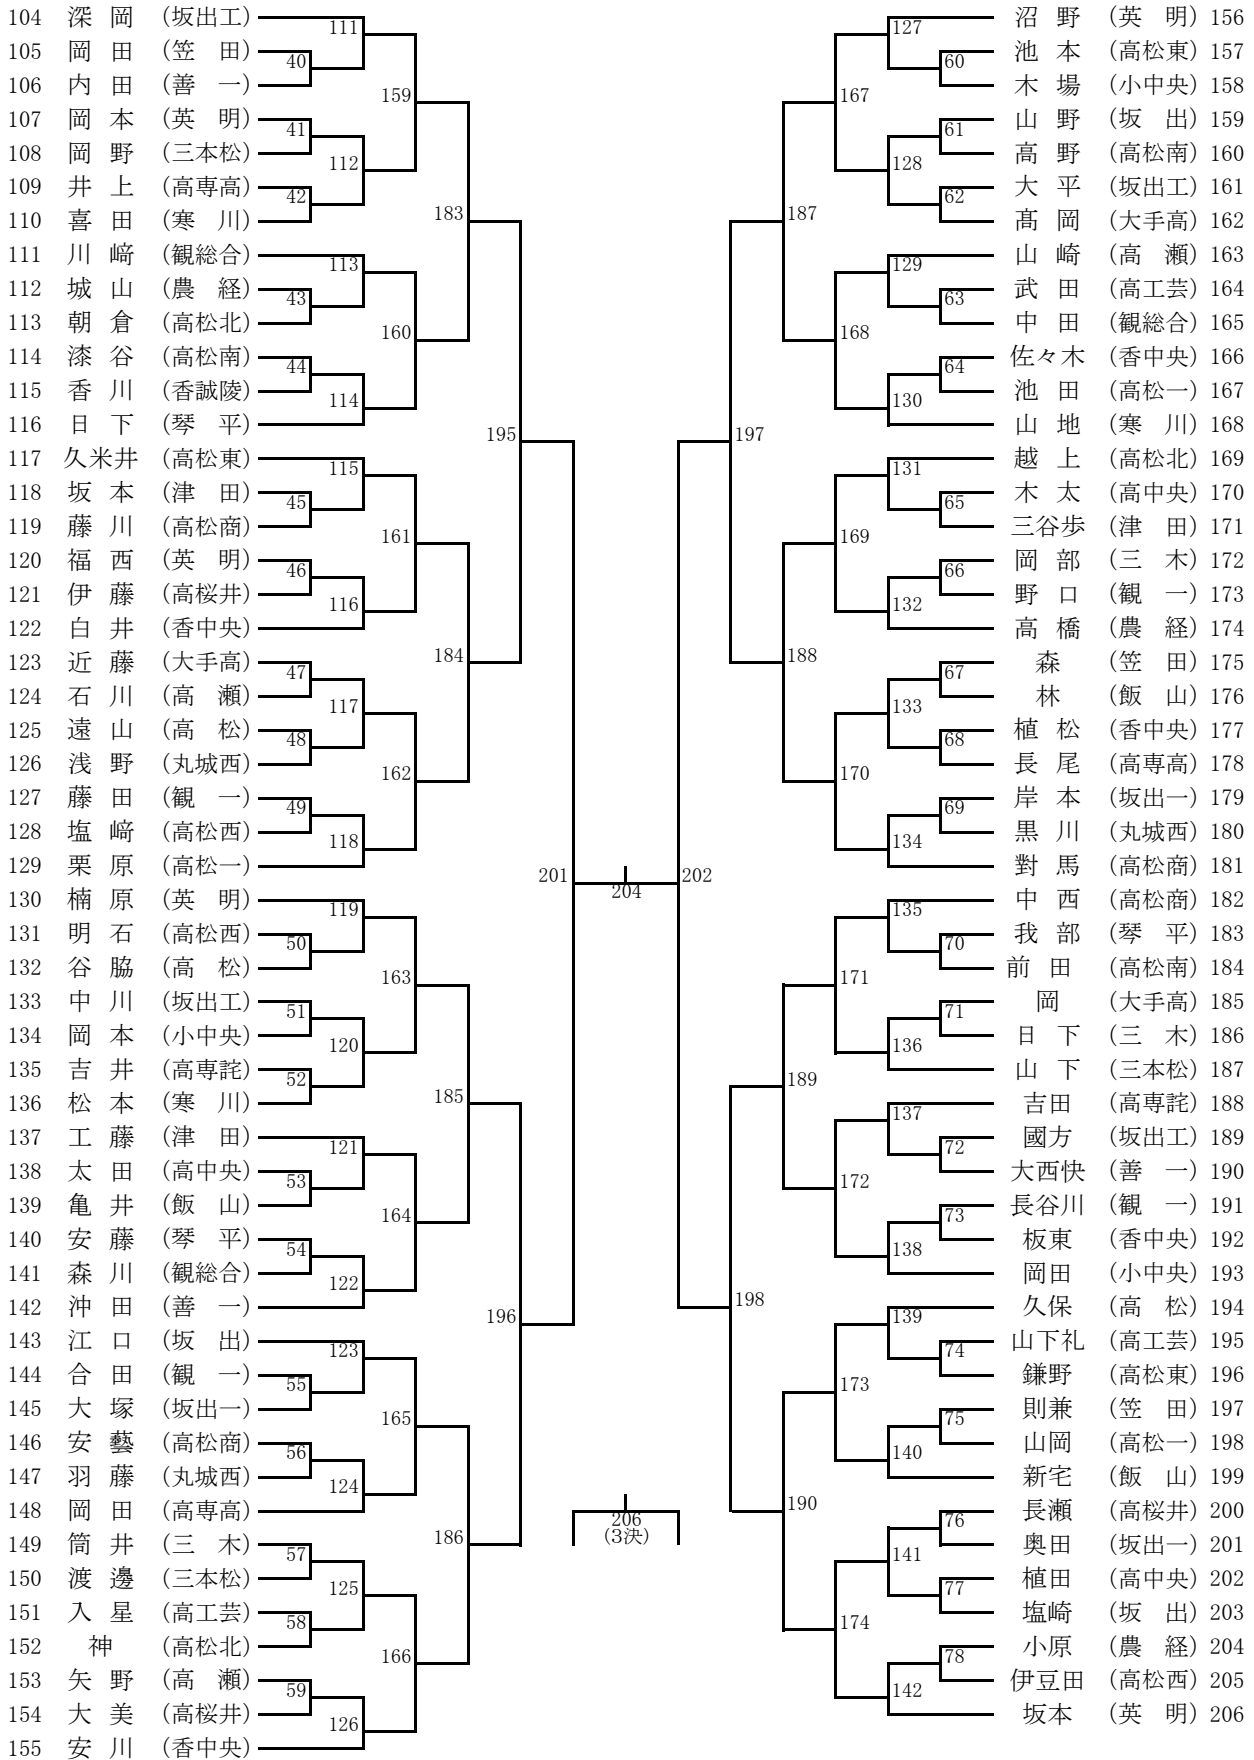 104 深 岡 (坂出工)
105 岡 田 (笠 田)
106 内 田 (善 一)
107 岡 本 (英 明)
108 岡 野 (三本松)
109 井 上 (高専高)
110 喜 田 (寒 川)
111 川 﨑 (観総合)
112 城 山 (農 経)
113 朝 倉 (高松北)
114 漆 谷 (高松南)
115 香 川 (香誠陵)
116 日 下 (琴 平)
117 久米井 (高松東)
118 坂 本 (津 田)
119 藤 川 (高松商)
120 福 西 (英 明)
121 伊 藤 (高桜井)
122 白 井 (香中央)
123 近 藤 (大手高)
124 石 川 (高 瀬)
125 遠 山 (高 松)
126 浅 野 (丸城西)
127 藤 田 (観 一)
128 塩 﨑 (高松西)
129 栗 原 (高松一)
130 楠 原 (英 明)
131 明 石 (高松西)
132 谷 脇 (高 松)
133 中 川 (坂出工)
134 岡 本 (小中央)
135 吉 井 (高専詫)
136 松 本 (寒 川)
137 工 藤 (津 田)
138 太 田 (高中央)
139 亀 井 (飯 山)
140 安 藤 (琴 平)
141 森 川 (観総合)
142 沖 田 (善 一)
143 江 口 (坂 出)
144 合 田 (観 一)
145 大 塚 (坂出一)
146 安 藝 (高松商)
147 羽 藤 (丸城西)
148 岡 田 (高専高)
149 筒 井 (三 木)
150 渡 邊 (三本松)
151 入 星 (高工芸)
152 神 (高松北)
153 矢 野 (高 瀬)
154 大 美 (高桜井)
155 安 川 (香中央)
40
41
42
43
44
45
46
47
48
49
50
51
52
53
54
55
56
57
58
59
111
112
113
114
115
116
117
118
119
120
121
122
123
124
125
126
159
160
161
162
163
164
165
166
183
184
185
186
195
196
201
204
206
(3決)
202
197
198
187
188
189
190
167
168
169
170
171
172
173
174
127
128
129
130
131
132
133
134
135
136
137
138
139
140
141
142
60
61
62
63
64
65
66
67
68
69
70
71
72
73
74
75
76
77
78
沼 野 (英 明) 156
池 本 (高松東) 157
木 場 (小中央) 158
山 野 (坂 出) 159
高 野 (高松南) 160
大 平 (坂出工) 161
髙 岡 (大手高) 162
山 崎 (高 瀬) 163
武 田 (高工芸) 164
中 田 (観総合) 165
佐々木 (香中央) 166
池 田 (高松一) 167
山 地 (寒 川) 168
越 上 (高松北) 169
木 太 (高中央) 170
三谷歩 (津 田) 171
岡 部 (三 木) 172
野 口 (観 一) 173
高 橋 (農 経) 174
森 (笠 田) 175
林 (飯 山) 176
植 松 (香中央) 177
長 尾 (高専高) 178
岸 本 (坂出一) 179
黒 川 (丸城西) 180
對 馬 (高松商) 181
中 西 (高松商) 182
我 部 (琴 平) 183
前 田 (高松南) 184
岡 (大手高) 185
日 下 (三 木) 186
山 下 (三本松) 187
吉田 (高専詫) 188
國方 (坂出工) 189
大西快 (善 一) 190
長谷川 (観 一) 191
板東 (香中央) 192
岡田 (小中央) 193
久保 (高 松) 194
山下礼 (高工芸) 195
鎌野 (高松東) 196
則兼 (笠 田) 197
山岡 (高松一) 198
新宅 (飯 山) 199
長瀬 (高桜井) 200
奥田 (坂出一) 201
植田 (高中央) 202
塩崎 (坂 出) 203
小原 (農 経) 204
伊豆田 (高松西) 205
坂本 (英 明) 206